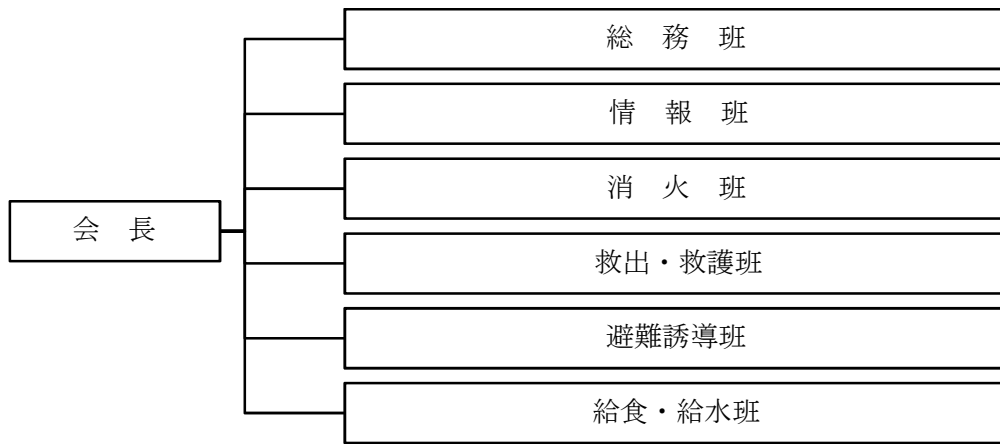 総　務　班
情　報　班
消　火　班
会　長
救出・救護班
避難誘導班
給食・給水班